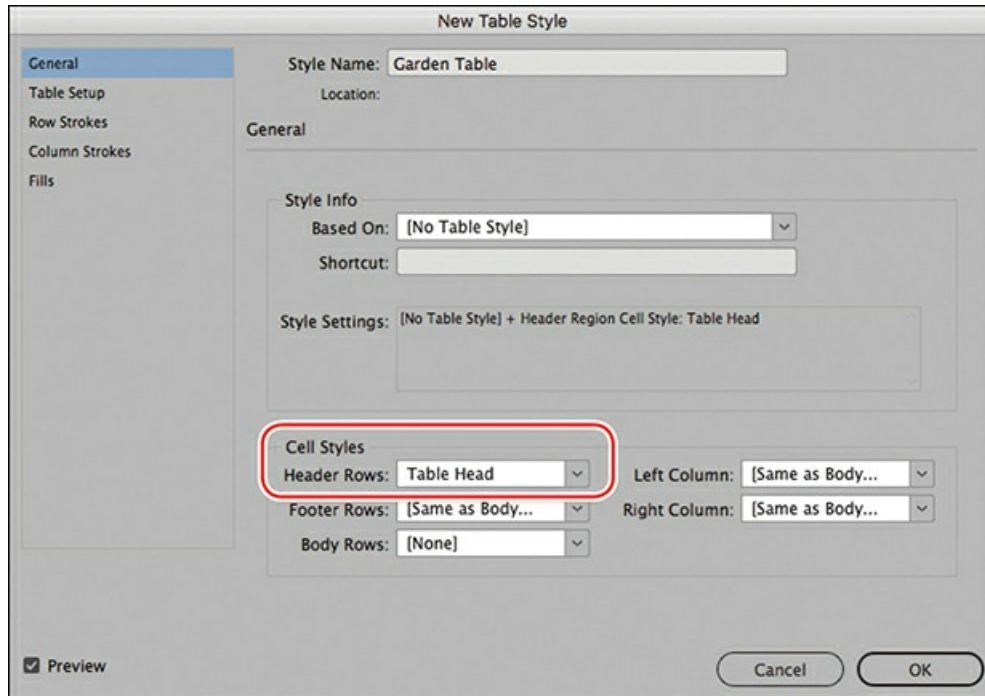 New Table Style
General
Table Setup
Row Strokes
Column Strokes
Fills
Style Name: Garden Table
Location:
General
Style Info
Based On: [No Table Style]
Shortcut:
Style Settings: [No Table Style] + Header Region Cell Style: Table Head
Cell Styles
Header Rows: Table Head
Left Column: [Same as Body...
Footer Rows: [Same as Body...
Right Column: [Same as Body...
Body Rows: [None]
Preview
Cancel
OK